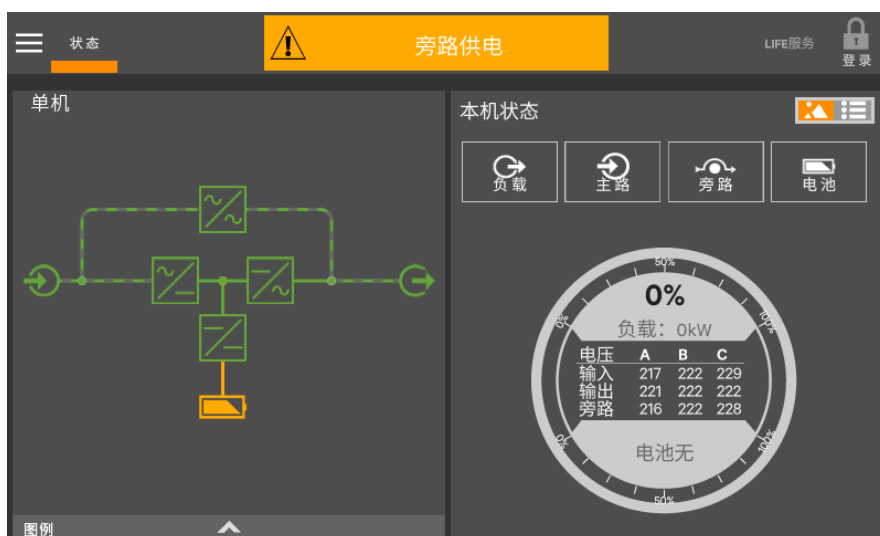 状态
旁路供电
LIFE服务
登录
单机
本机状态
负载
主路
旁路
电池
50%
0%
100%
0%
负载: 0kW
电压 A B C
输入 217 222 229
输出 221 222 222
旁路 216 222 228
电池无
0%
100%
50%
图例